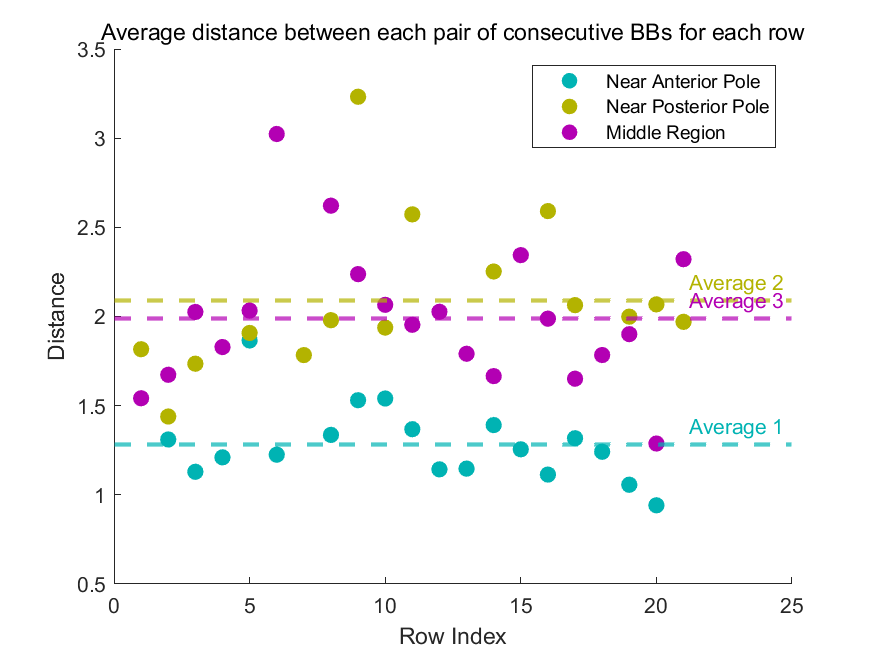 Average distance between each pair of consecutive BBs for each row
3.5
3
2.5
2
1.5
1
0.5
Distance
Near Anterior Pole
Near Posterior Pole
Middle Region
Average 2
Average 3
Average 1
0
5
10
15
20
25
Row Index